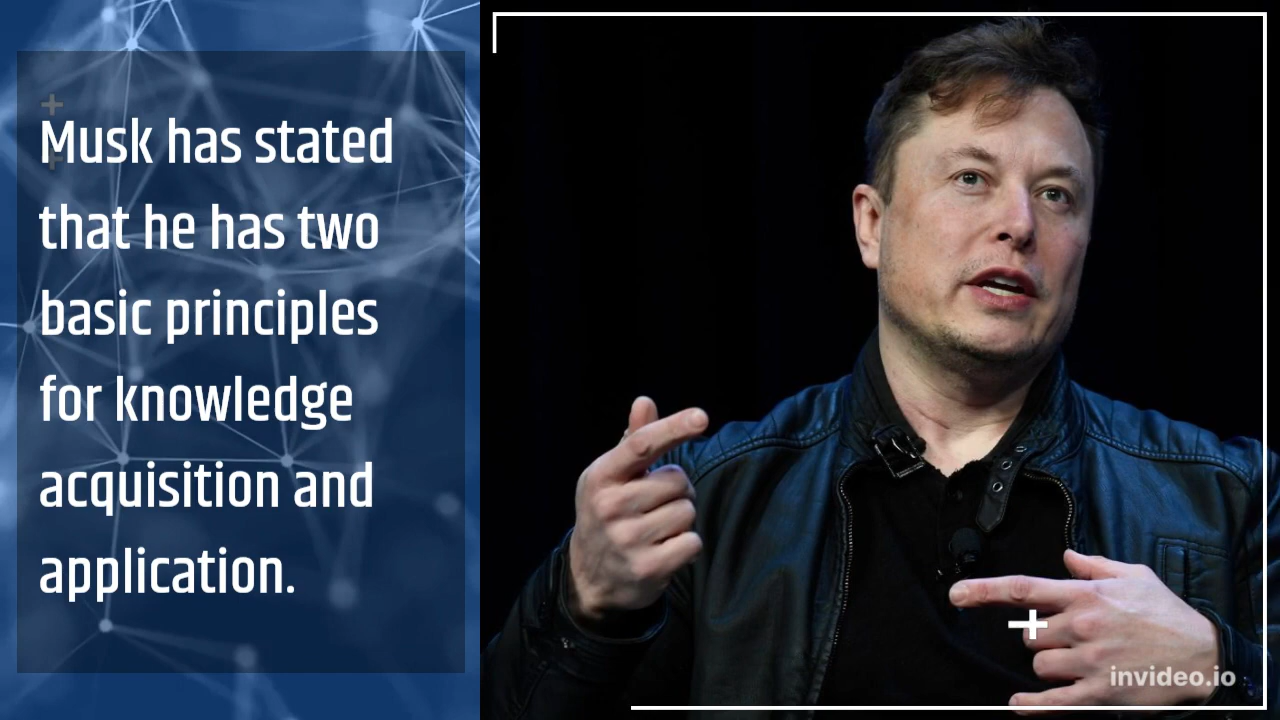 Musk has stated
that he has two
basic principles
for knowledge
acquisition and
application.
invideo.io